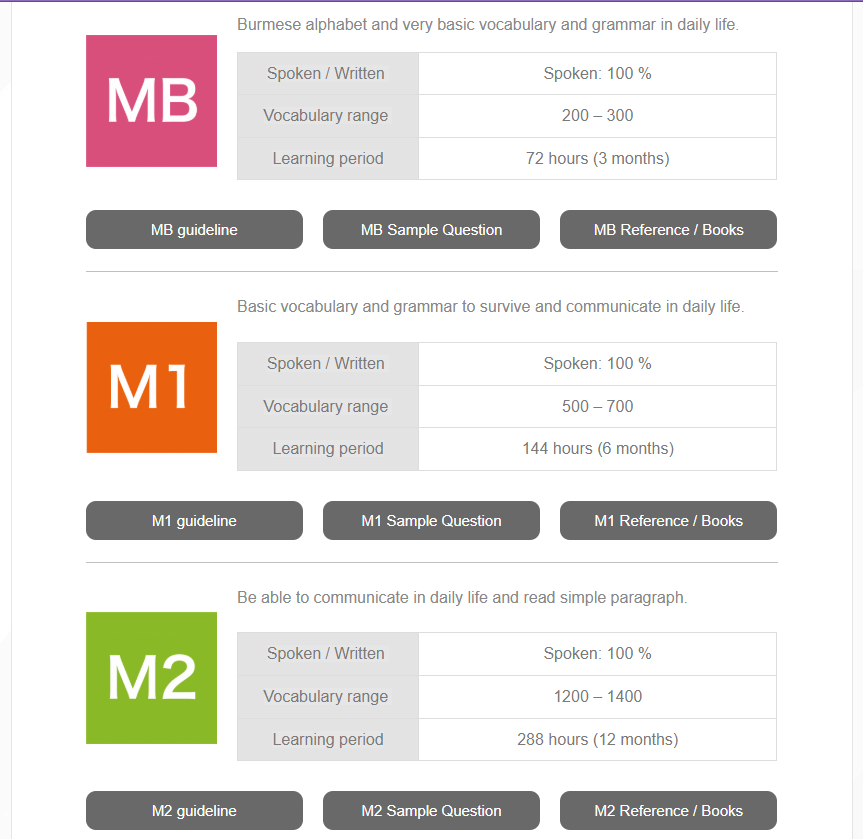 Burmese alphabet and very basic vocabulary and grammar in daily life.
MB
Spoken / Written Spoken: 100 %
Vocabulary range 200 – 300
Learning period 72 hours (3 months)
MB guideline MB Sample Question MB Reference / Books
Basic vocabulary and grammar to survive and communicate in daily life.
M1
Spoken / Written Spoken: 100 %
Vocabulary range 500 – 700
Learning period 144 hours (6 months)
M1 guideline M1 Sample Question M1 Reference / Books
Be able to communicate in daily life and read simple paragraph.
M2
Spoken / Written Spoken: 100 %
Vocabulary range 1200 – 1400
Learning period 288 hours (12 months)
M2 guideline M2 Sample Question M2 Reference / Books